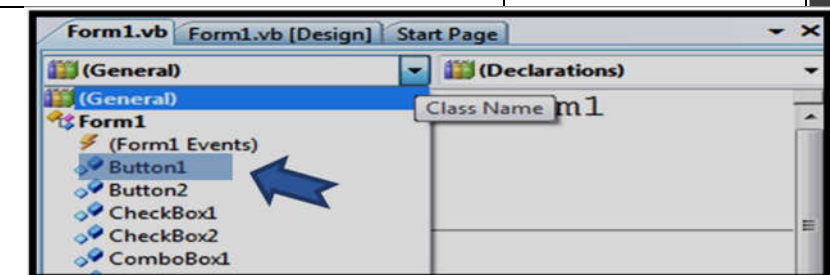 Form1.vb Form1.vb [Design] Start Page
(General) (Declarations)
(General)
Class Name m1
Form1
(Form1 Events)
Button1
Button2
CheckBox1
CheckBox2
ComboBox1